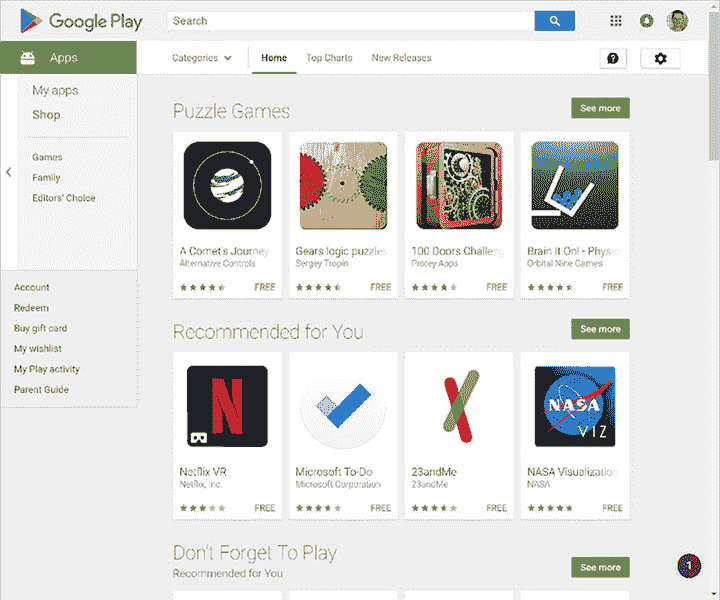 Google Play
Search
Apps
Categories
Home
Top Charts
New Releases
My apps
Shop
Games
Family
Editors' Choice
Account
Redeem
Buy gift card
My wishlist
My Play activity
Parent Guide
Puzzle Games
See more
A Comet's Journey
Alternative Controls
FREE
Gears logic puzzles
Sergey Tropin
FREE
100 Doors Challeng
Protey Apps
FREE
Brain It On! - Physic
Orbital Nine Games
FREE
Recommended for You
See more
N
Netflix VR
Netflix, Inc.
FREE
Microsoft To-Do
Microsoft Corporation
FREE
23andMe
23andMe
FREE
NASA
VIZ
NASA Visualization
NASA
FREE
Don't Forget To Play
Recommended for You
See more
1